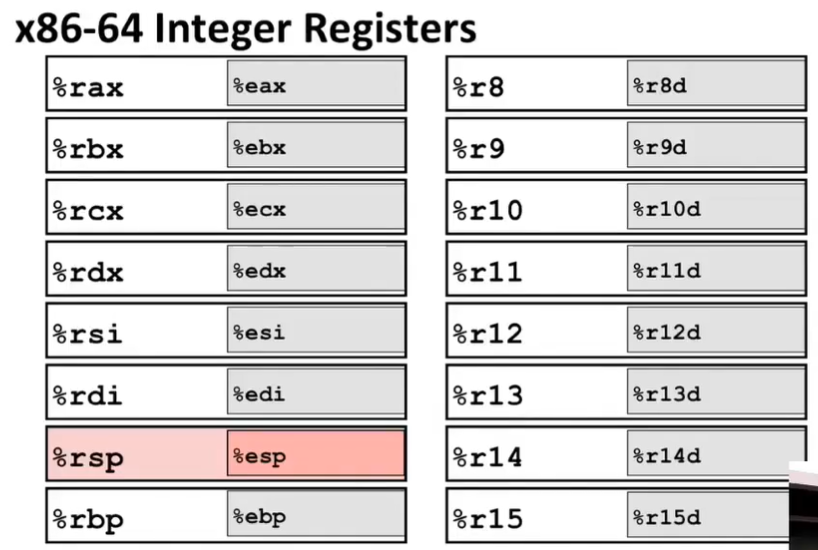 x86-64 Integer Registers
%rax %eax %r8 %r8d
%rbx %ebx %r9 %r9d
%rcx %ecx %r10 %r10d
%rdx %edx %r11 %r11d
%rsi %esi %r12 %r12d
%rdi %edi %r13 %r13d
%rsp %esp %r14 %r14d
%rbp %ebp %r15 %r15d